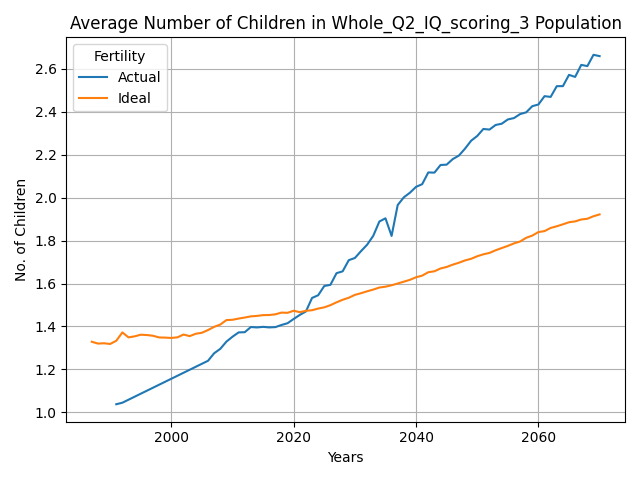 Average Number of Children in Whole_Q2_IQ_scoring_3 Population
Fertility
Actual
Ideal
No. of Children
2.6
2.4
2.2
2.0
1.8
1.6
1.4
1.2
1.0
2000
2020
2040
2060
Years